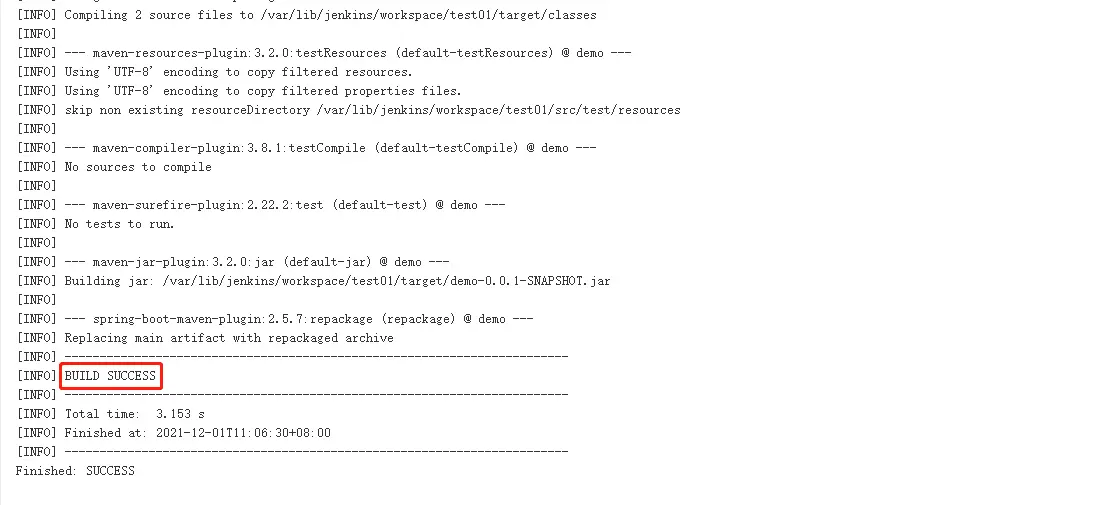 [INFO] Compiling 2 source files to /var/lib/jenkins/workspace/test01/target/classes
[INFO]
[INFO] --- maven-resources-plugin:3.2.0:testResources (default-testResources) @ demo ---
[INFO] Using 'UTF-8' encoding to copy filtered resources.
[INFO] Using 'UTF-8' encoding to copy filtered properties files.
[INFO] skip non existing resourceDirectory /var/lib/jenkins/workspace/test01/src/test/resources
[INFO]
[INFO] --- maven-compiler-plugin:3.8.1:testCompile (default-testCompile) @ demo ---
[INFO] No sources to compile
[INFO]
[INFO] --- maven-surefire-plugin:2.22.2:test (default-test) @ demo ---
[INFO] No tests to run.
[INFO]
[INFO] --- maven-jar-plugin:3.2.0:jar (default-jar) @ demo ---
[INFO] Building jar: /var/lib/jenkins/workspace/test01/target/demo-0.0.1-SNAPSHOT.jar
[INFO]
[INFO] --- spring-boot-maven-plugin:2.5.7:repackage (repackage) @ demo ---
[INFO] Replacing main artifact with repackaged archive
[INFO] ------------------------------------------------------------------------
[INFO] BUILD SUCCESS
[INFO] ------------------------------------------------------------------------
[INFO] Total time:  3.153 s
[INFO] Finished at: 2021-12-01T11:06:30+08:00
[INFO] ------------------------------------------------------------------------
Finished: SUCCESS